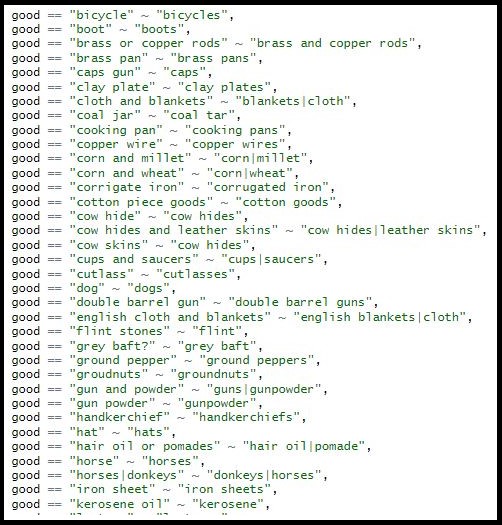 good == "bicycle" ~ "bicycles",
good == "boot" ~ "boots",
good == "brass or copper rods" ~ "brass and copper rods",
good == "brass pan" ~ "brass pans",
good == "caps gun" ~ "caps",
good == "clay plate" ~ "clay plates",
good == "cloth and blankets" ~ "blankets|cloth",
good == "coal jar" ~ "coal tar",
good == "cooking pan" ~ "cooking pans",
good == "copper wire" ~ "copper wires",
good == "corn and millet" ~ "corn|millet",
good == "corn and wheat" ~ "corn|wheat",
good == "corrigate iron" ~ "corrugated iron",
good == "cotton piece goods" ~ "cotton goods",
good == "cow hide" ~ "cow hides",
good == "cow hides and leather skins" ~ "cow hides|leather skins",
good == "cow skins" ~ "cow hides",
good == "cups and saucers" ~ "cups|saucers",
good == "cutlass" ~ "cutlasses",
good == "dog" ~ "dogs",
good == "double barrel gun" ~ "double barrel guns",
good == "english cloth and blankets" ~ "english blankets|cloth",
good == "flint stones" ~ "flint",
good == "grey baft?" ~ "grey baft",
good == "ground pepper" ~ "ground peppers",
good == "groudnuts" ~ "groundnuts",
good == "gun and powder" ~ "guns|gunpowder",
good == "gun powder" ~ "gunpowder",
good == "handkerchief" ~ "handkerchiefs",
good == "hat" ~ "hats",
good == "hair oil or pomades" ~ "hair oil|pomade",
good == "horse" ~ "horses",
good == "horses|donkeys" ~ "donkeys|horses",
good == "iron sheet" ~ "iron sheets",
good == "kerosene oil" ~ "kerosene",